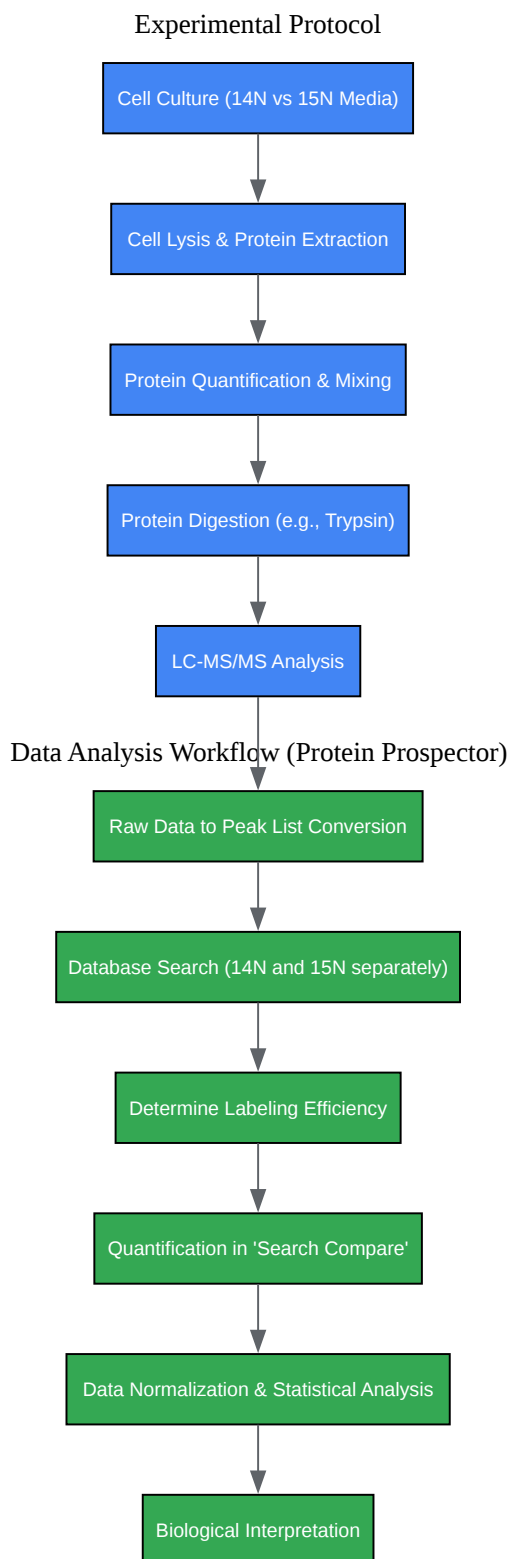 Experimental Protocol
Cell Culture (14N vs 15N Media)
Cell Lysis & Protein Extraction
Protein Quantification & Mixing
Protein Digestion (e.g., Trypsin)
LC-MS/MS Analysis
Data Analysis Workflow (Protein Prospector)
Raw Data to Peak List Conversion
Database Search (14N and 15N separately)
Determine Labeling Efficiency
Quantification in 'Search Compare'
Data Normalization & Statistical Analysis
Biological Interpretation